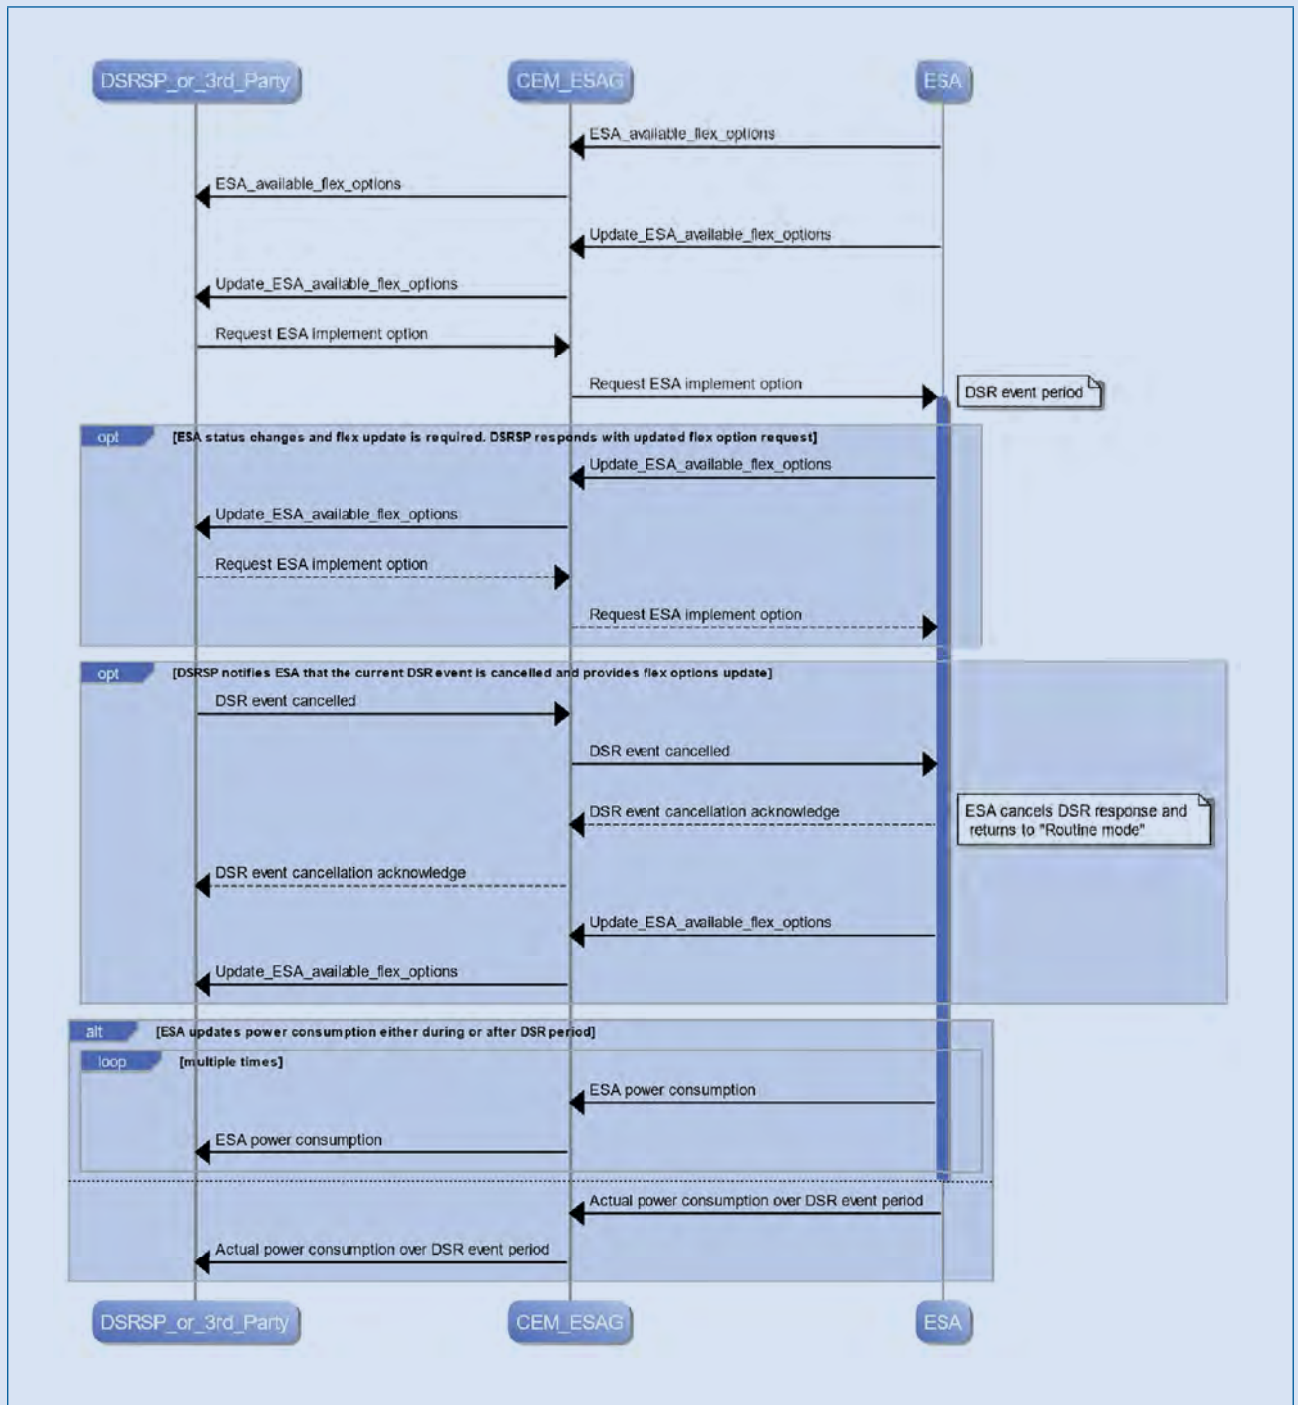 DSRSP_or_3rd_Party
CEM_ESAG
ESA
ESA_available_flex_options
ESA_available_flex_options
Update_ESA_available_flex_options
Update_ESA_available_flex_options
Request ESA implement option
Request ESA implement option
DSR event period
opt
[ESA status changes and flex update is required. DSRSP responds with updated flex option request]
Update_ESA_available_flex_options
Update_ESA_available_flex_options
Request ESA implement option
Request ESA implement option
opt
[DSRSP notifies ESA that the current DSR event is cancelled and provides flex options update]
DSR event cancelled
DSR event cancelled
DSR event cancellation acknowledge
ESA cancels DSR response and
returns to "Routine mode"
DSR event cancellation acknowledge
Update_ESA_available_flex_options
Update_ESA_available_flex_options
alt
[ESA updates power consumption either during or after DSR period]
loop
[multiple times]
ESA power consumption
ESA power consumption
Actual power consumption over DSR event period
Actual power consumption over DSR event period
DSRSP_or_3rd_Party
CEM_ESAG
ESA